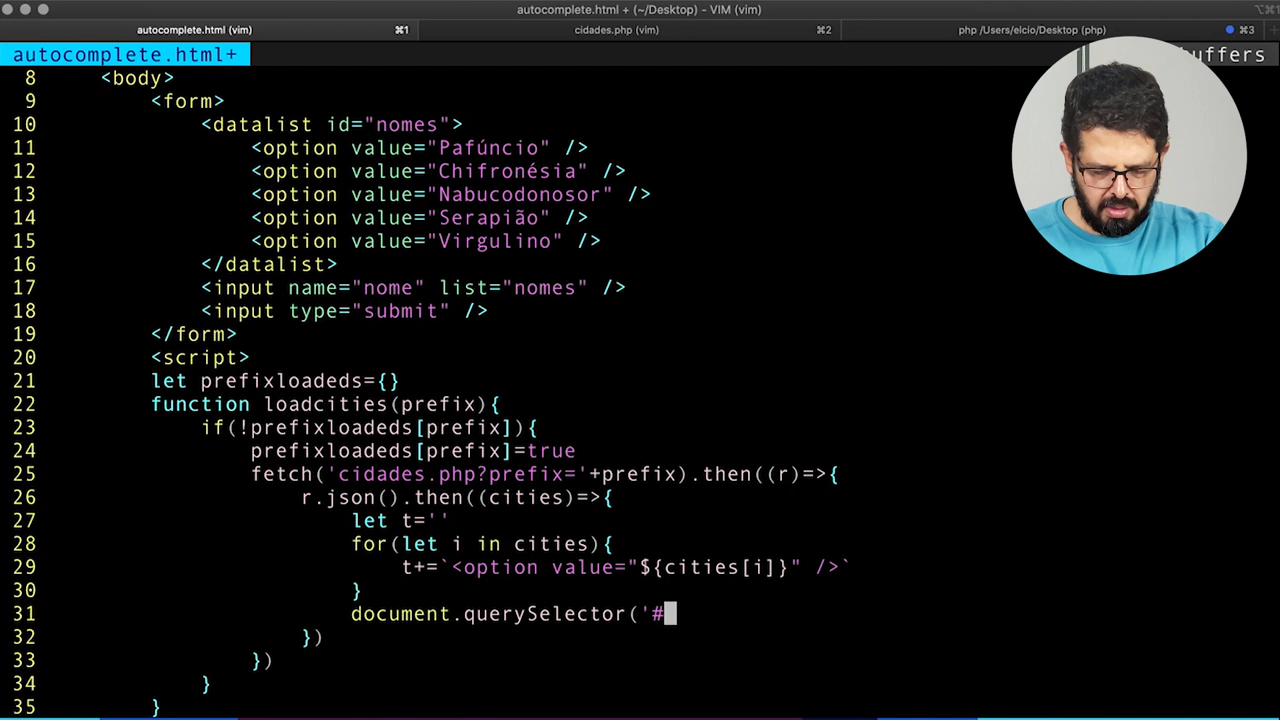 autocomplete.html + (~/Desktop) - VIM (vim)
autocomplete.html (vim) ⌘1 cidades.php (vim) ⌘2 php /Users/elcio/Desktop (php) ⌘3
autocomplete.html+ buffers
8 <body>
9 <form>
10 <datalist id="nomes">
11 <option value="Pafúncio" />
12 <option value="Chifronésia" />
13 <option value="Nabucodonosor" />
14 <option value="Serapião" />
15 <option value="Virgulino" />
16 </datalist>
17 <input name="nome" list="nomes" />
18 <input type="submit" />
19 </form>
20 <script>
21 let prefixloadeds={}
22 function loadcities(prefix){
23 if(!prefixloadeds[prefix]){
24 prefixloadeds[prefix]=true
25 fetch('cidades.php?prefix='+prefix).then((r)=>{
26 r.json().then((cities)=>{
27 let t=''
28 for(let i in cities){
29 t+=`<option value="${cities[i]}" />`
30 }
31 document.querySelector('#
32 })
33 })
34 }
35 }